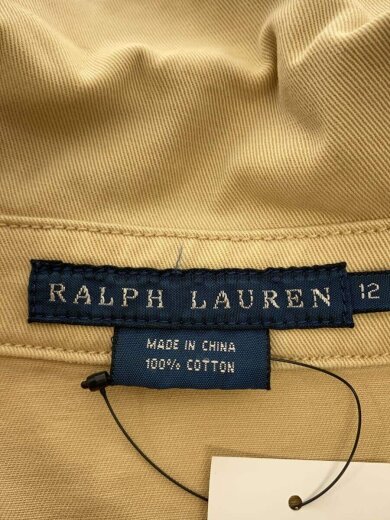 RALPH LAUREN 12
MADE IN CHINA
100% COTTON